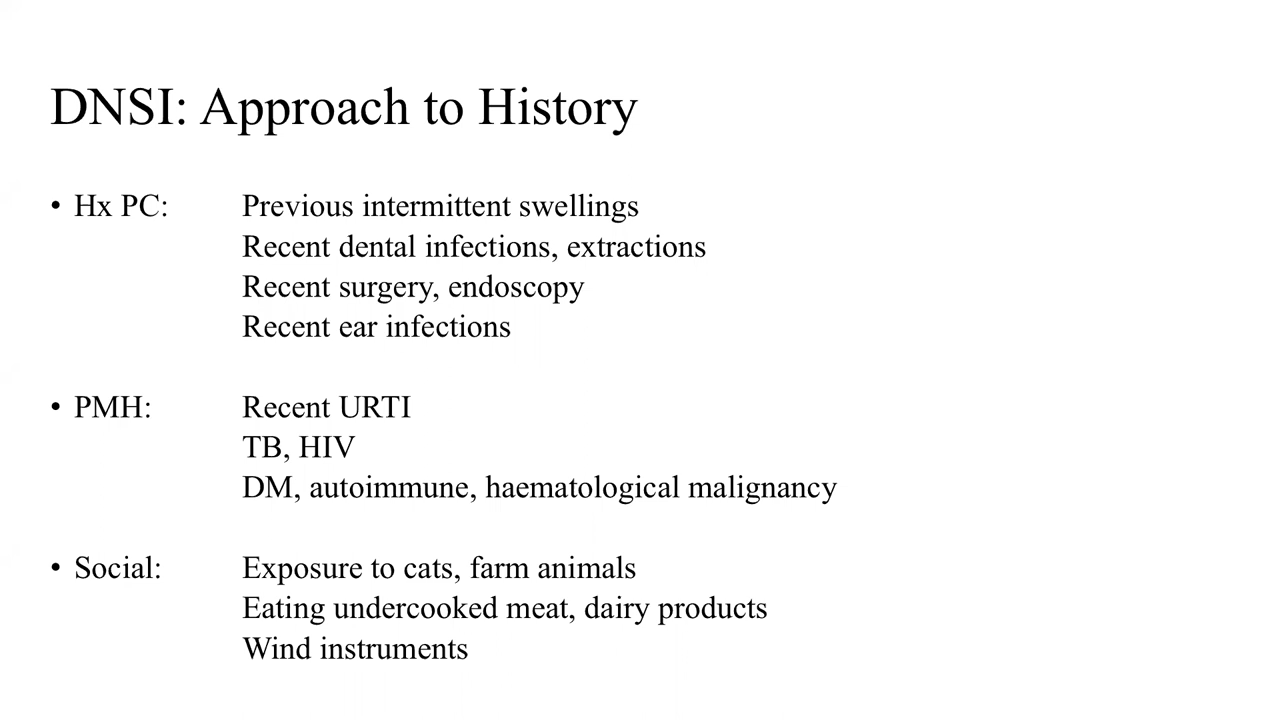 DNSI: Approach to History
• Hx PC: Previous intermittent swellings
Recent dental infections, extractions
Recent surgery, endoscopy
Recent ear infections
• PMH: Recent URTI
TB, HIV
DM, autoimmune, haematological malignancy
• Social: Exposure to cats, farm animals
Eating undercooked meat, dairy products
Wind instruments